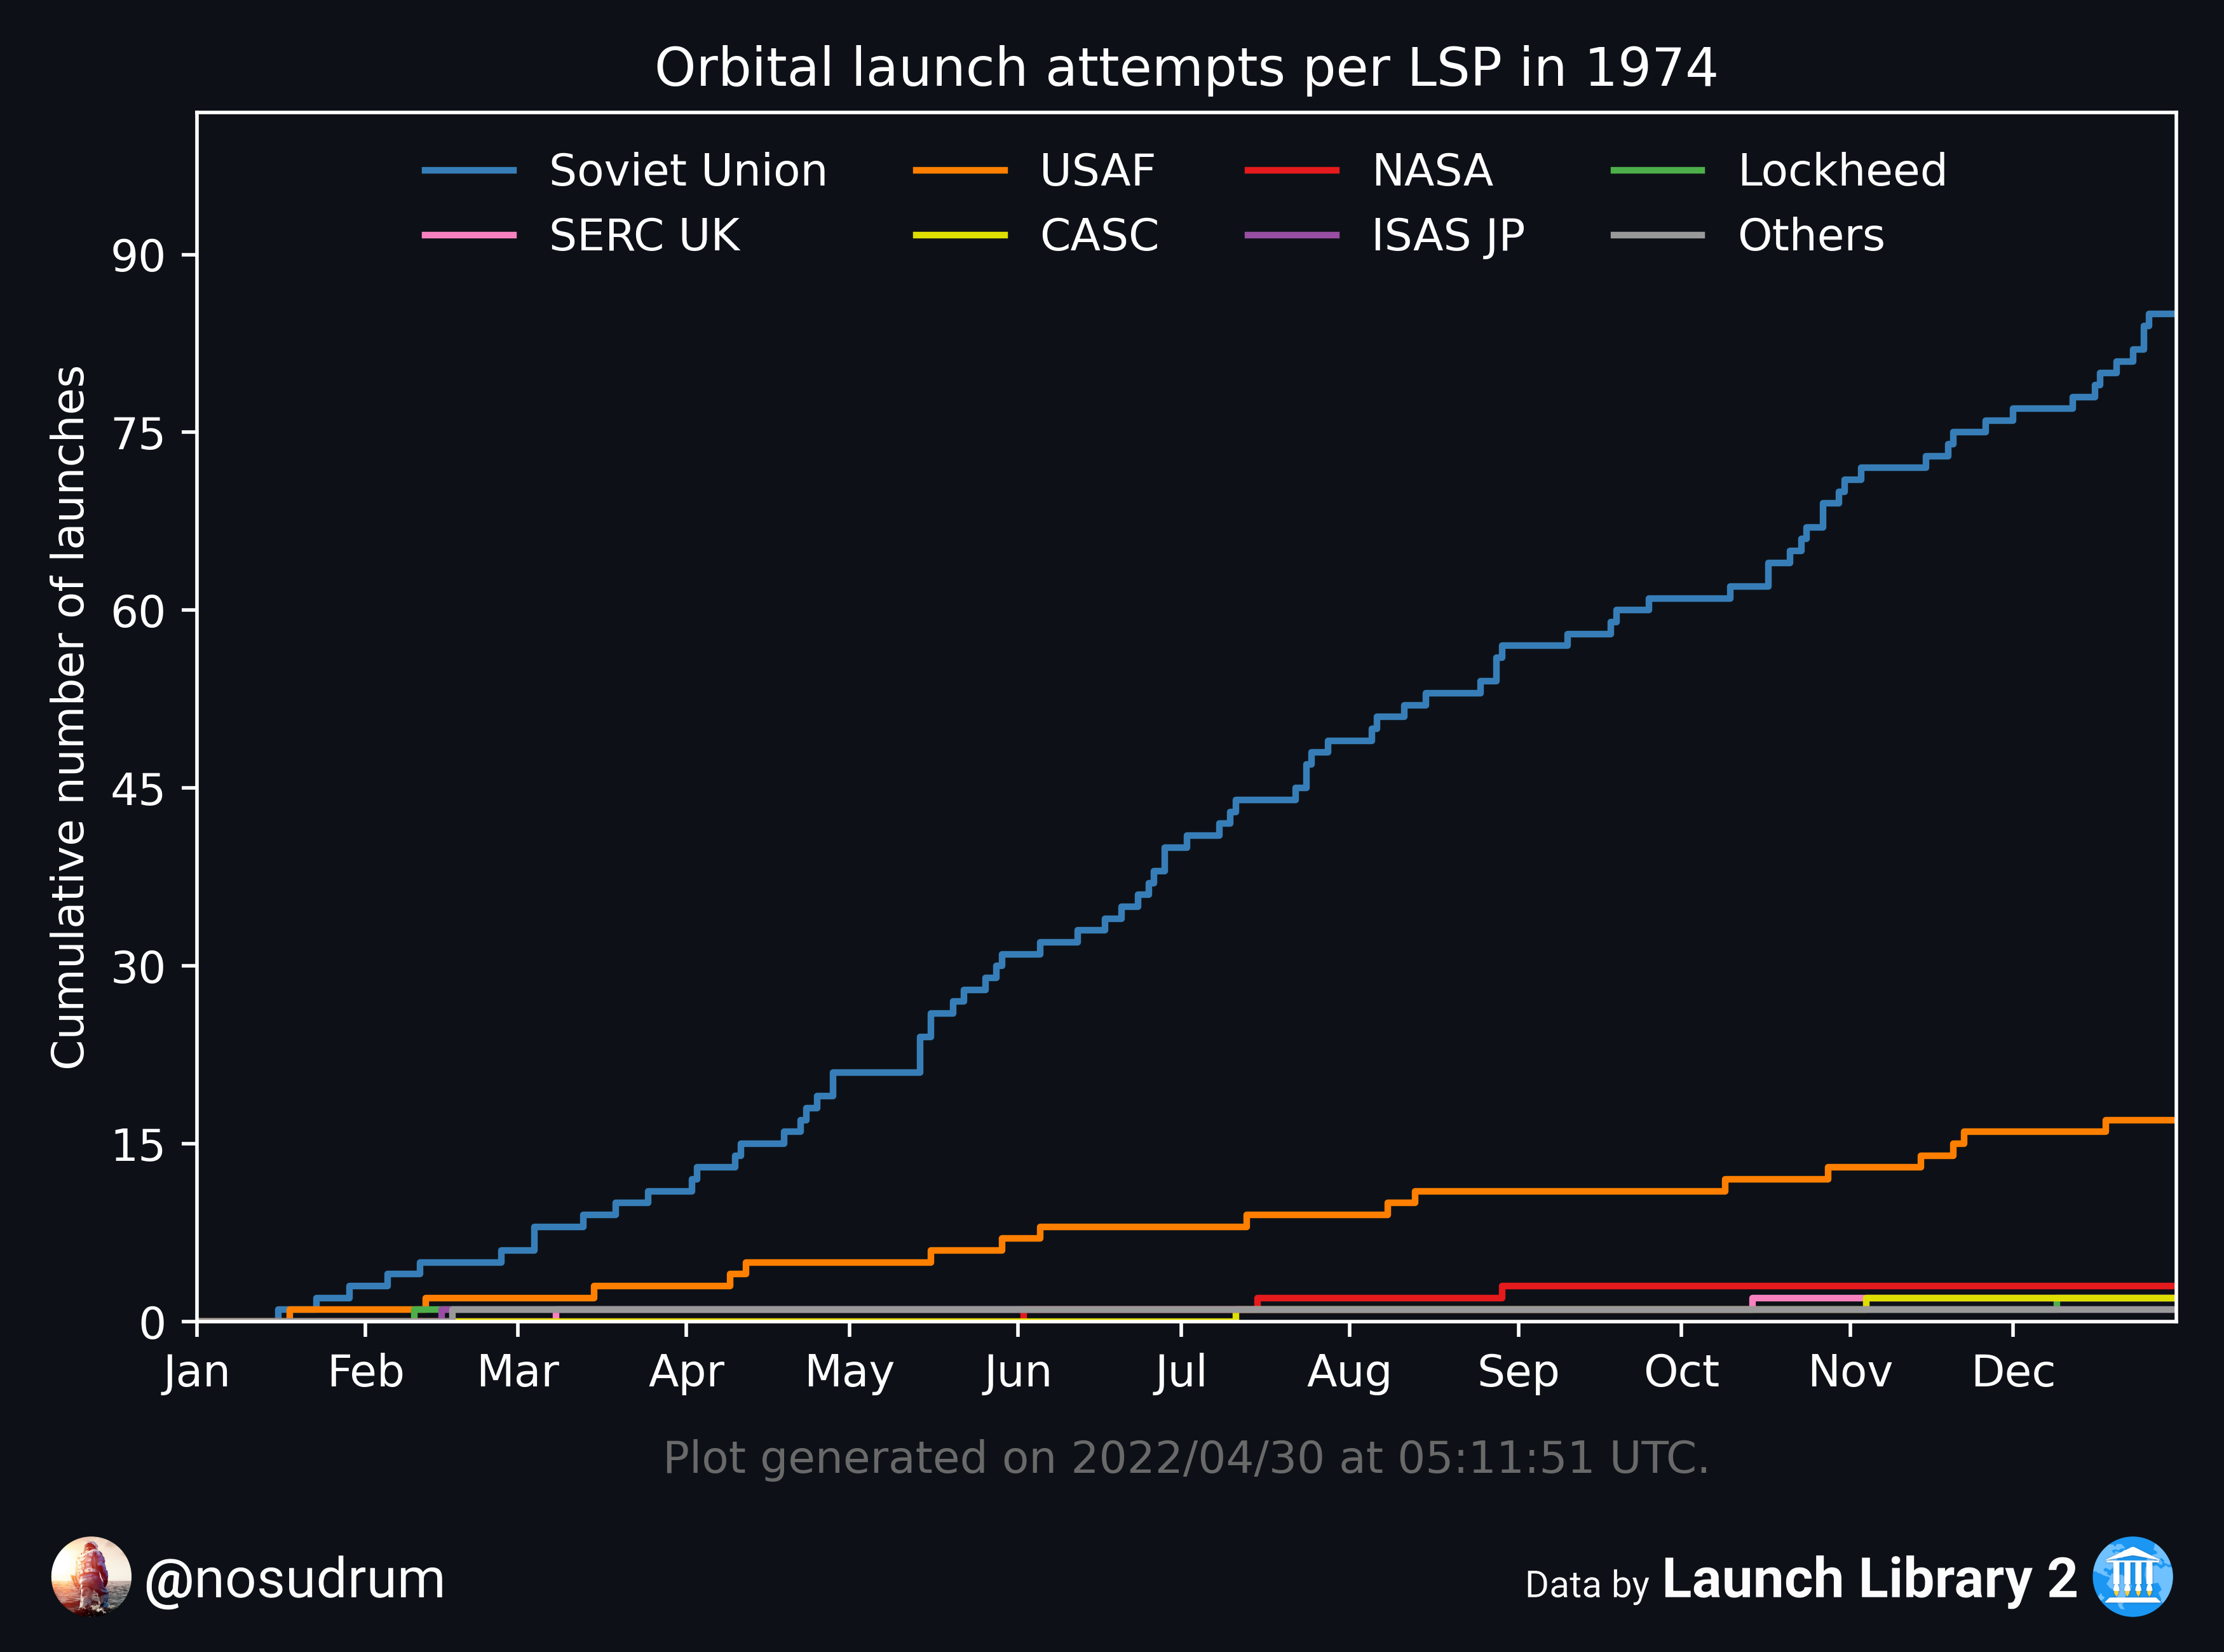 Orbital launch attempts per LSP in 1974
Soviet Union
USAF
NASA
Lockheed
SERC UK
CASC
ISAS JP
Others
Cumulative number of launches
90
75
60
45
30
15
0
Jan
Feb
Mar
Apr
May
Jun
Jul
Aug
Sep
Oct
Nov
Dec
Plot generated on 2022/04/30 at 05:11:51 UTC.
@nosudrum
Data by Launch Library 2